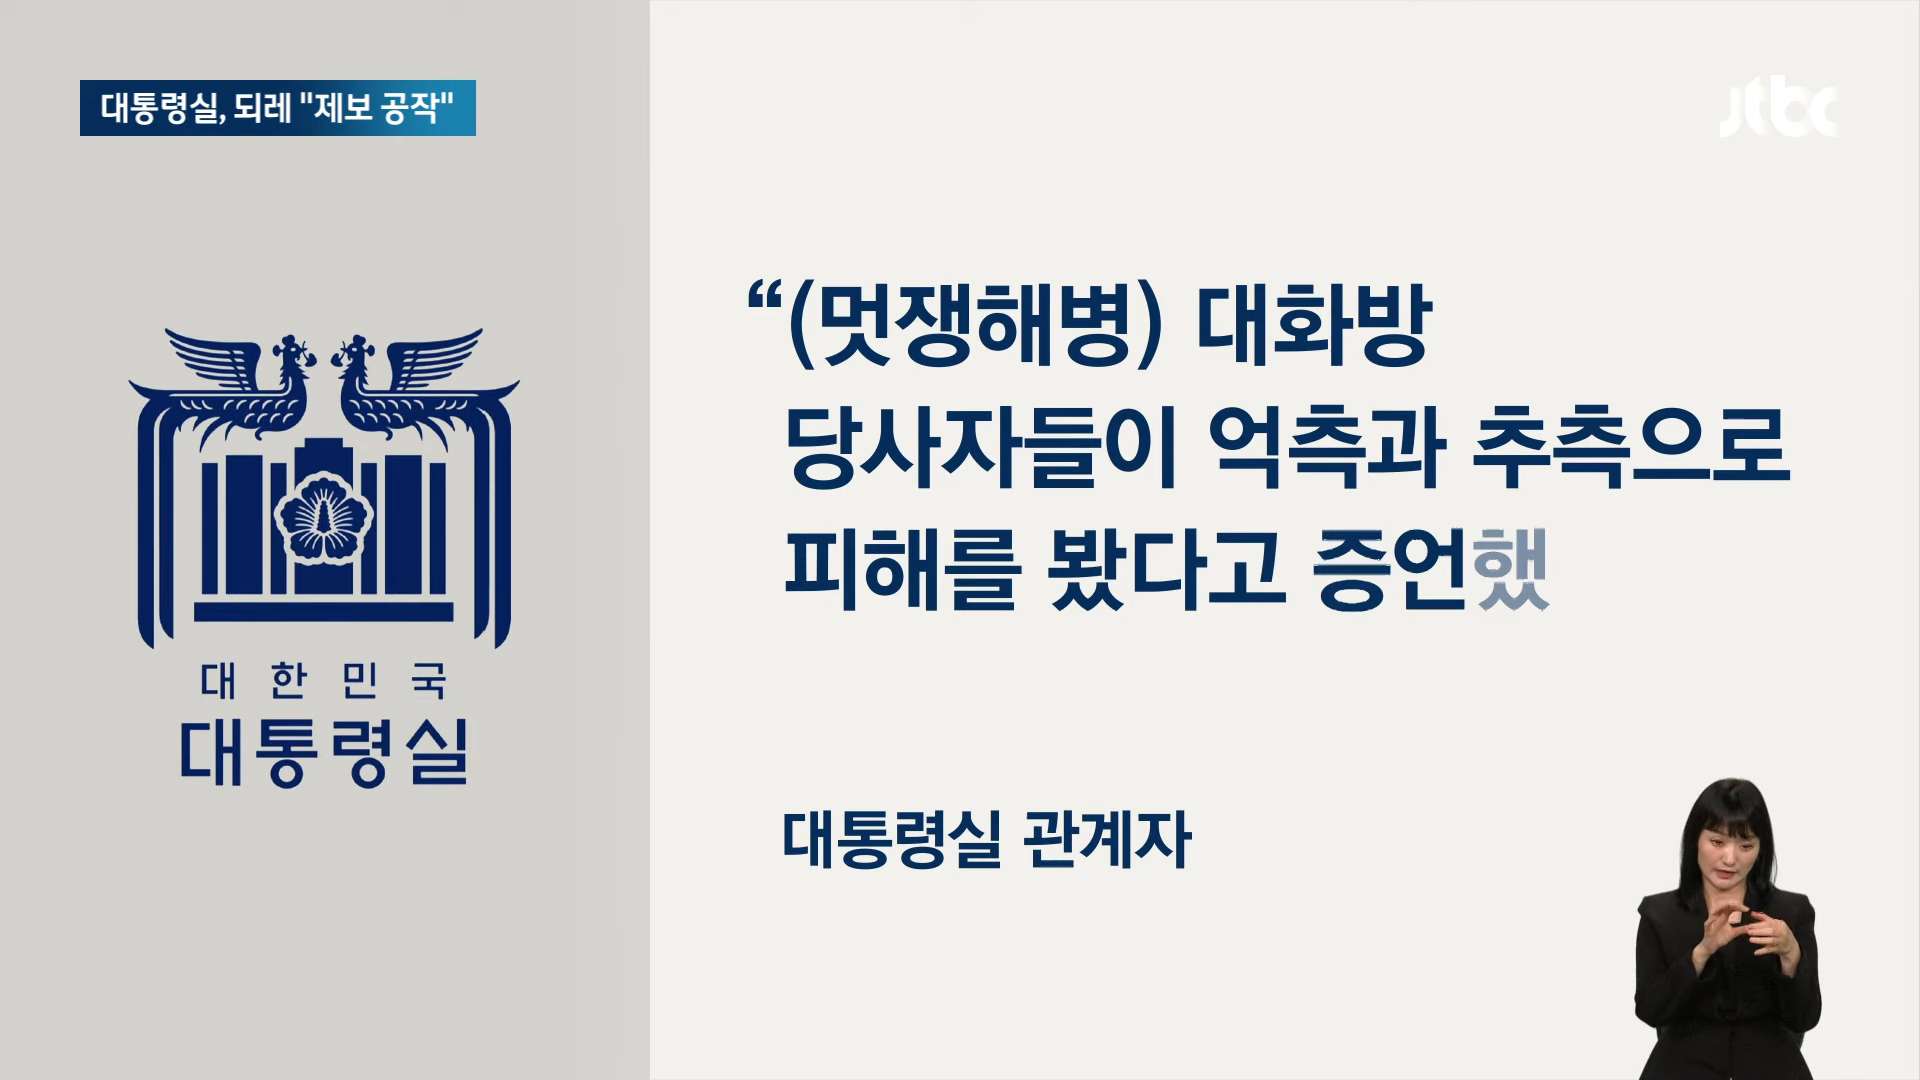 대통령실, 되레 "제보 공작"
jtbc
“(멋쟁해병) 대화방
당사자들이 억측과 추측으로
피해를 봤다고 증언했
대한민국
대통령실
대통령실 관계자